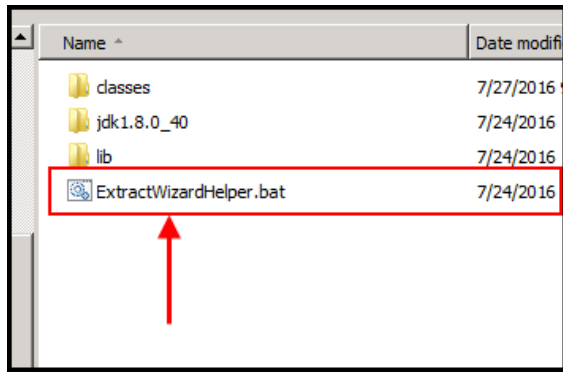 Name Date modifi
classes 7/27/2016
jdk1.8.0_40 7/24/2016
lib 7/24/2016
ExtractWizardHelper.bat 7/24/2016